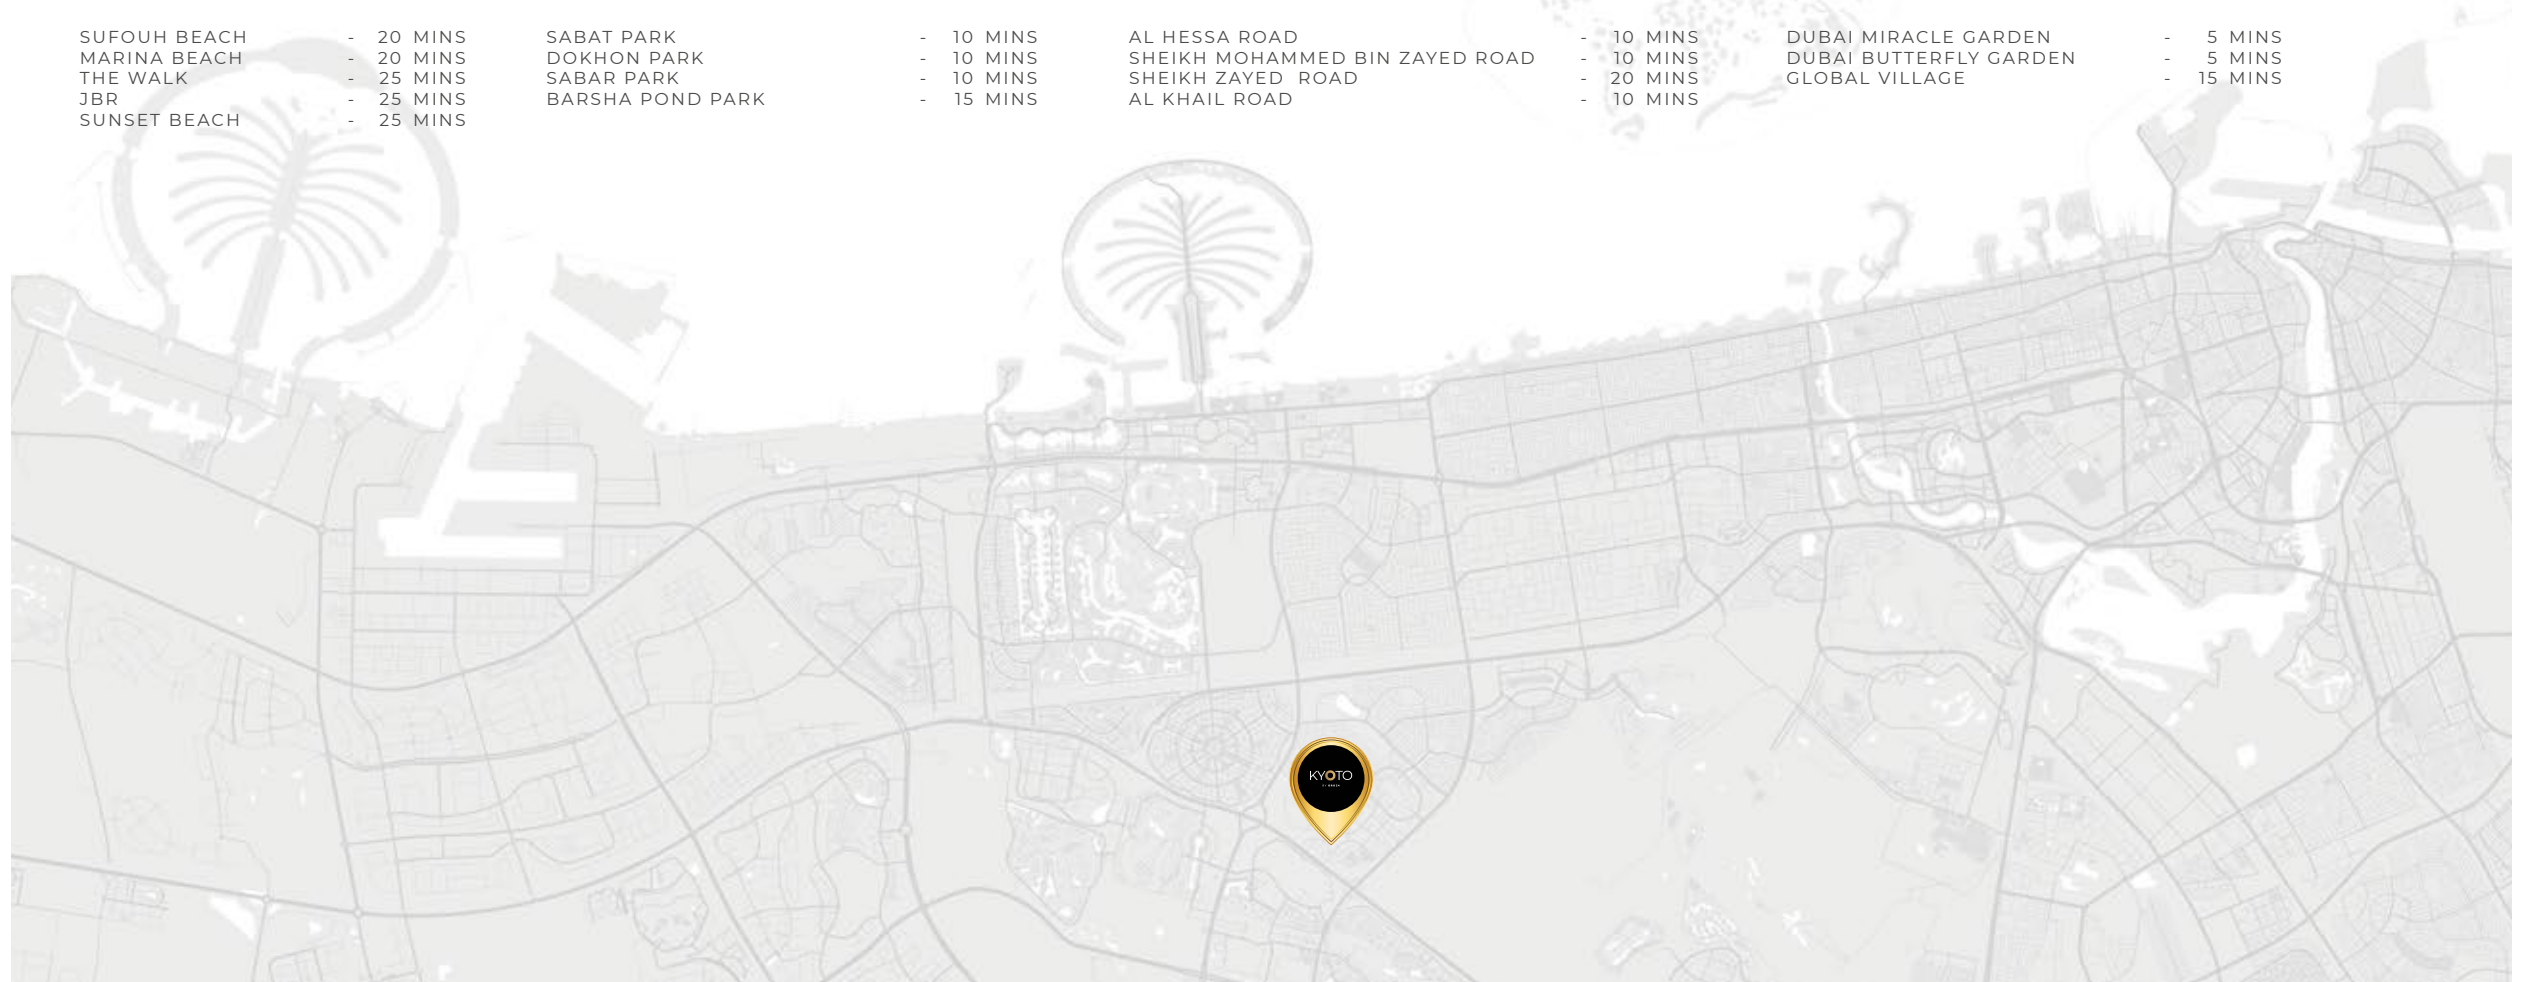 SUFOUH BEACH - 20 MINS
MARINA BEACH - 20 MINS
THE WALK - 25 MINS
JBR - 25 MINS
SUNSET BEACH - 25 MINS
SABAT PARK - 10 MINS
DOKHON PARK - 10 MINS
SABAR PARK - 10 MINS
BARSHA POND PARK - 15 MINS
AL HESSA ROAD - 10 MINS
SHEIKH MOHAMMED BIN ZAYED ROAD - 10 MINS
SHEIKH ZAYED ROAD - 20 MINS
AL KHAIL ROAD - 10 MINS
DUBAI MIRACLE GARDEN - 5 MINS
DUBAI BUTTERFLY GARDEN - 5 MINS
GLOBAL VILLAGE - 15 MINS
KYOTO